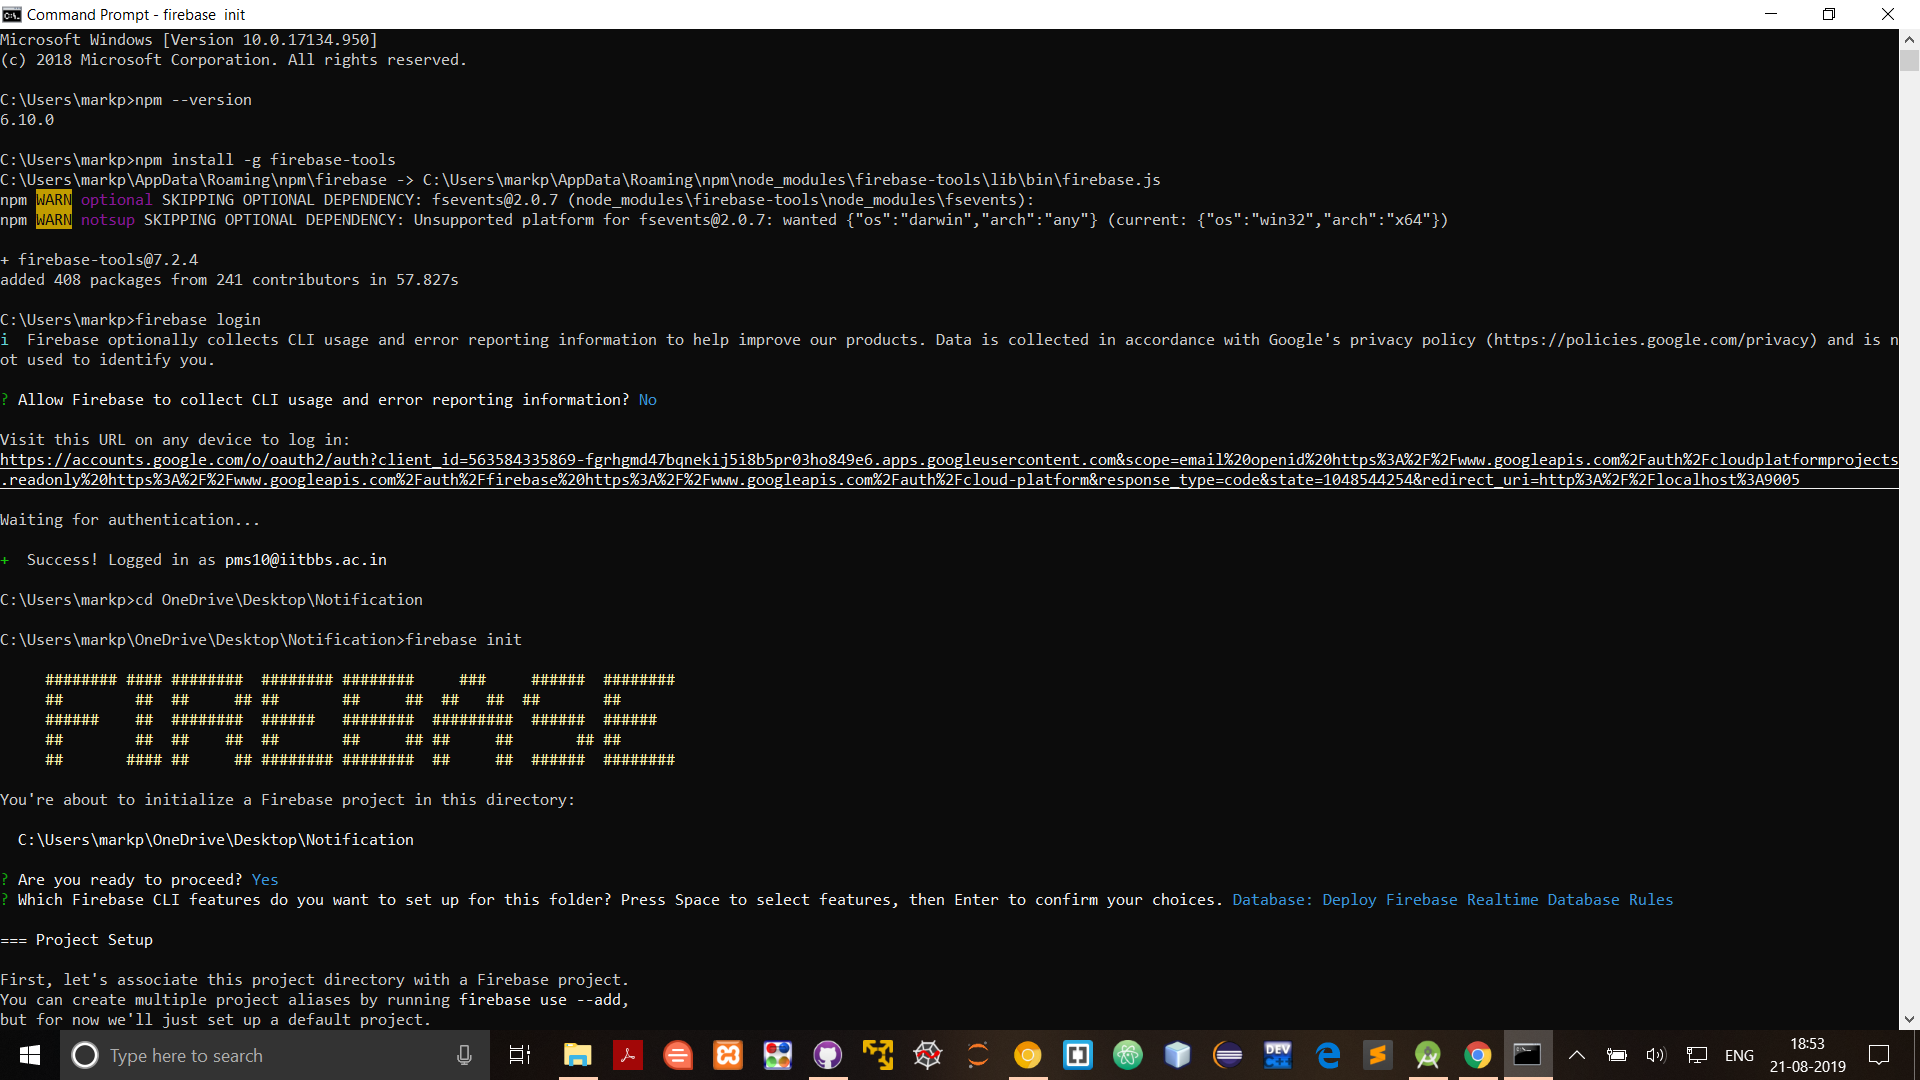 Command Prompt - firebase  init
Microsoft Windows [Version 10.0.17134.950]
(c) 2018 Microsoft Corporation. All rights reserved.
C:\Users\markp>npm --version
6.10.0
C:\Users\markp>npm install -g firebase-tools
C:\Users\markp\AppData\Roaming\npm\firebase -> C:\Users\markp\AppData\Roaming\npm\node_modules\firebase-tools\lib\bin\firebase.js
npm WARN optional SKIPPING OPTIONAL DEPENDENCY: fsevents@2.0.7 (node_modules\firebase-tools\node_modules\fsevents):
npm WARN notsup SKIPPING OPTIONAL DEPENDENCY: Unsupported platform for fsevents@2.0.7: wanted {"os":"darwin","arch":"any"} (current: {"os":"win32","arch":"x64"})
+ firebase-tools@7.2.4
added 408 packages from 241 contributors in 57.827s
C:\Users\markp>firebase login
i  Firebase optionally collects CLI usage and error reporting information to help improve our products. Data is collected in accordance with Google's privacy policy (https://policies.google.com/privacy) and is n
ot used to identify you.
? Allow Firebase to collect CLI usage and error reporting information? No
Visit this URL on any device to log in:
https://accounts.google.com/o/oauth2/auth?client_id=563584335869-fgrhgmd47bqnekij5i8b5pr03ho849e6.apps.googleusercontent.com&scope=email%20openid%20https%3A%2F%2Fwww.googleapis.com%2Fauth%2Fcloudplatformprojects
.readonly%20https%3A%2F%2Fwww.googleapis.com%2Fauth%2Ffirebase%20https%3A%2F%2Fwww.googleapis.com%2Fauth%2Fcloud-platform&response_type=code&state=1048544254&redirect_uri=http%3A%2F%2Flocalhost%3A9005
Waiting for authentication...
+  Success! Logged in as pms10@iitbbs.ac.in
C:\Users\markp>cd OneDrive\Desktop\Notification
C:\Users\markp\OneDrive\Desktop\Notification>firebase init
     ######## #### ########  ######## ########     ###     ######  ########
     ##        ##  ##     ## ##       ##     ##  ##   ##  ##       ##
     ######    ##  ########  ######   ########  #########  ######  ######
     ##        ##  ##    ##  ##       ##     ## ##     ##       ## ##
     ##       #### ##     ## ######## ########  ##     ##  ######  ########
You're about to initialize a Firebase project in this directory:
  C:\Users\markp\OneDrive\Desktop\Notification
? Are you ready to proceed? Yes
? Which Firebase CLI features do you want to set up for this folder? Press Space to select features, then Enter to confirm your choices. Database: Deploy Firebase Realtime Database Rules
=== Project Setup
First, let's associate this project directory with a Firebase project.
You can create multiple project aliases by running firebase use --add,
but for now we'll just set up a default project.
Type here to search
DEV
ENG
18:53
21-08-2019